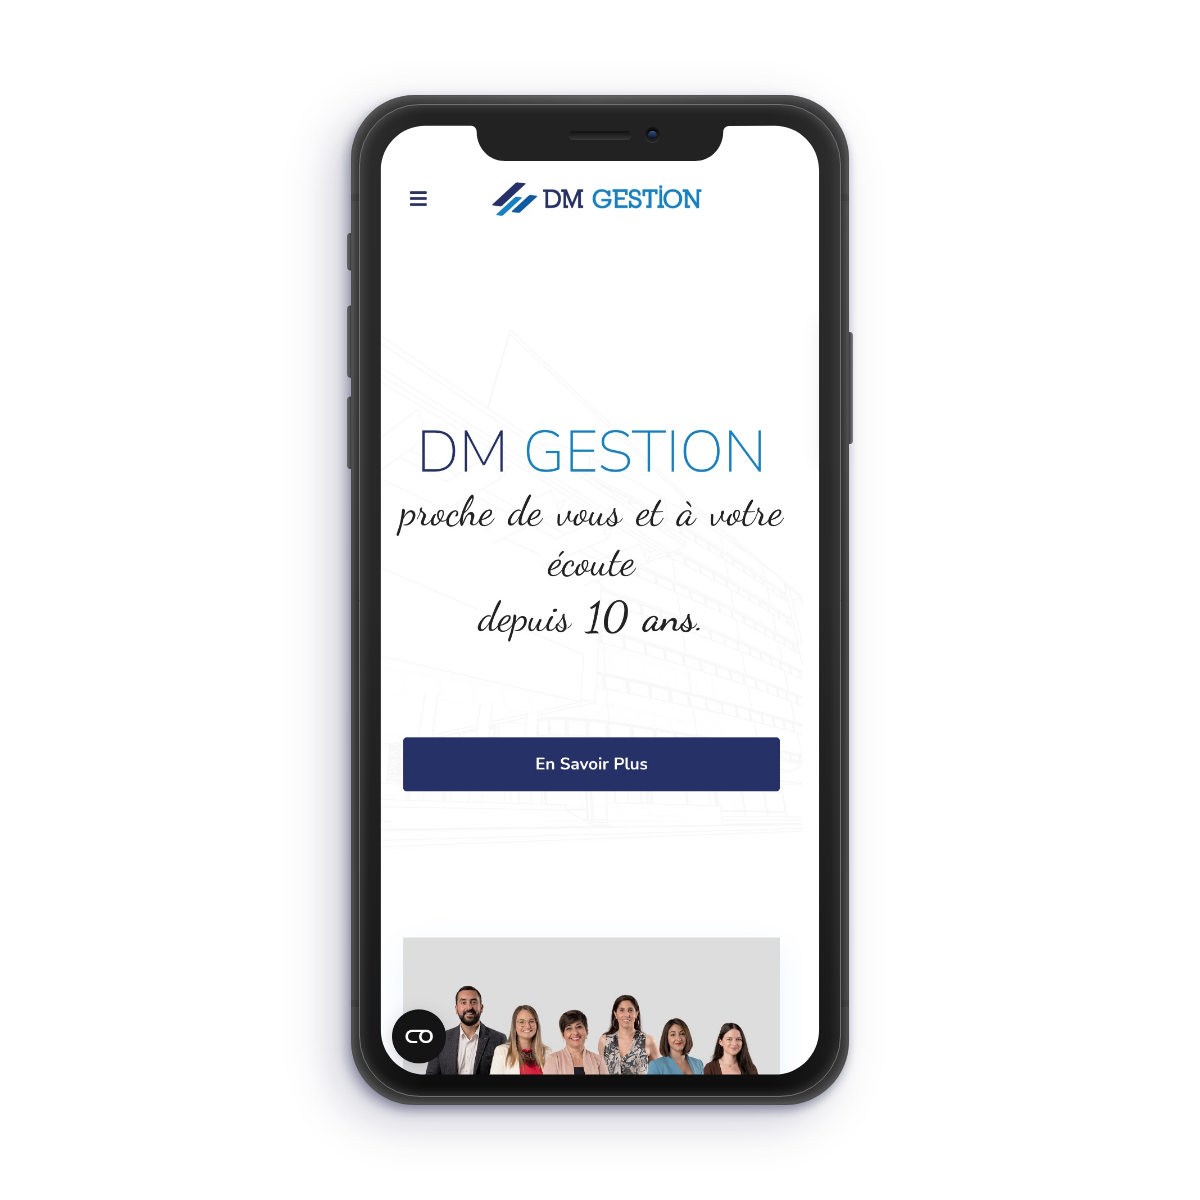 DM GESTION
DM GESTION
proche de vous et à votre
écoute
depuis 10 ans.
En Savoir Plus